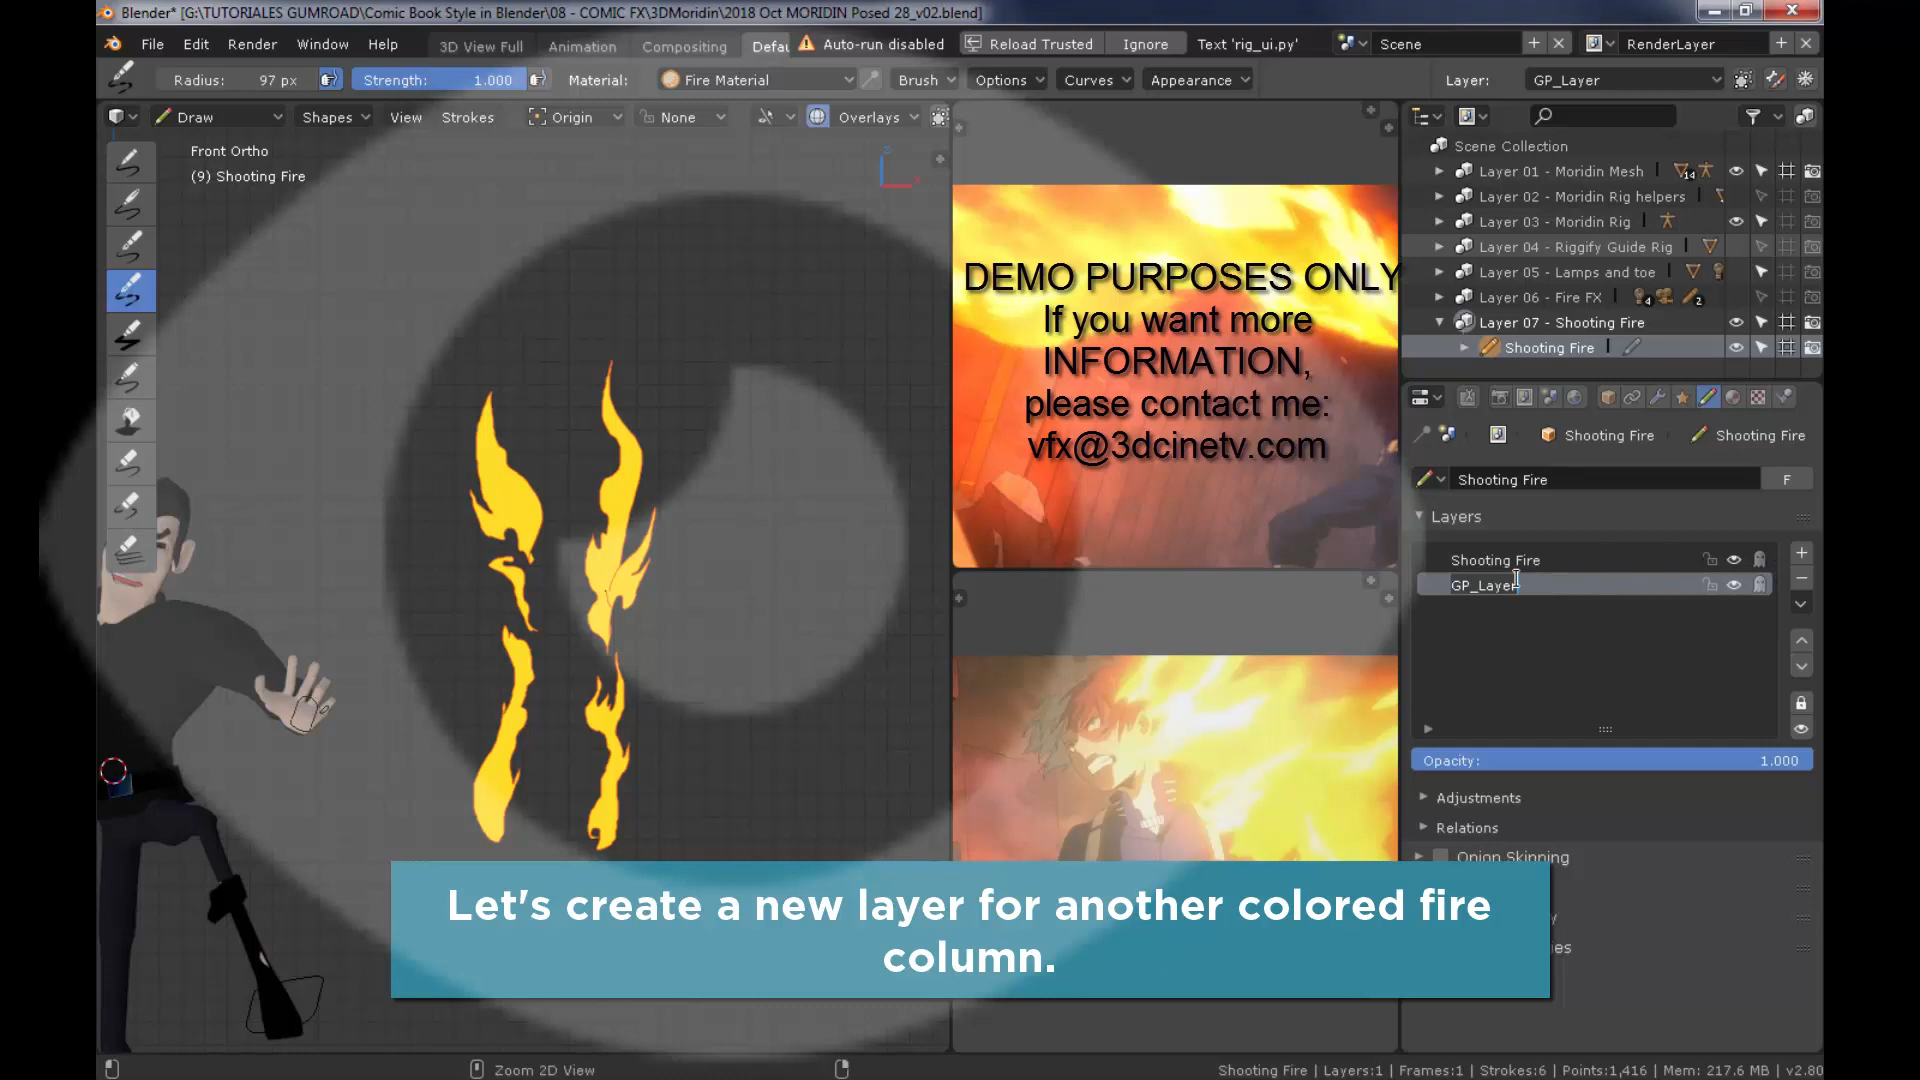 Blender* [G:\TUTORIALES GUMROAD\Comic Book Style in Blender\08 - COMIC FX\3DMoridin\2018 Oct MORIDIN Posed 28_v02.blend]
File Edit Render Window Help 3D View Full Animation Compositing Defau Auto-run disabled Reload Trusted Ignore Text 'rig_ui.py' Scene RenderLayer
Radius: 97 px Strength: 1.000 Material: Fire Material Brush Options Curves Appearance Layer: GP_Layer
Draw Shapes View Strokes Origin None Overlays
Front Ortho
(9) Shooting Fire
Scene Collection
Layer 01 - Moridin Mesh 14
Layer 02 - Moridin Rig helpers
Layer 03 - Moridin Rig
Layer 04 - Riggify Guide Rig
Layer 05 - Lamps and toe
Layer 06 - Fire FX 4 2
Layer 07 - Shooting Fire
Shooting Fire
DEMO PURPOSES ONLY
If you want more
INFORMATION,
please contact me:
vfx@3dcinetv.com
Shooting Fire Shooting Fire
Shooting Fire F
Layers
Shooting Fire
GP_Layer
Opacity: 1.000
Adjustments
Relations
Onion Skinning
Let's create a new layer for another colored fire
column.
Zoom 2D View
Shooting Fire | Layers:1 | Frames:1 | Strokes:6 | Points:1,416 | Mem: 217.6 MB | v2.80